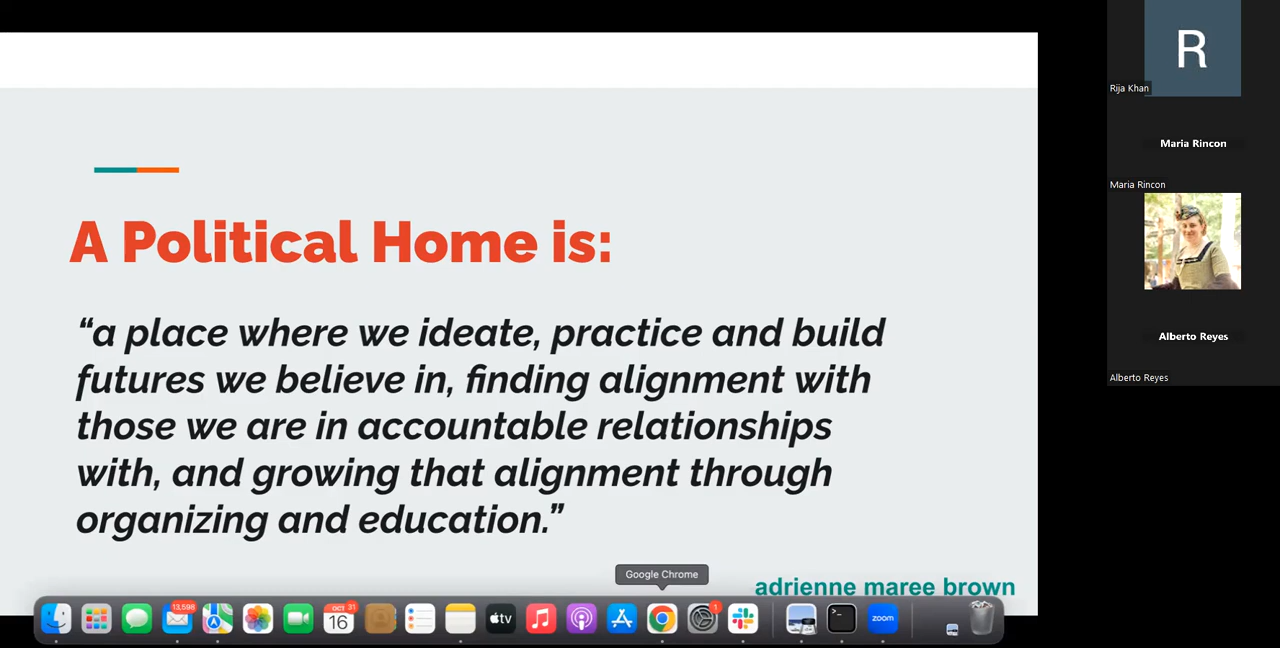 A Political Home is:
“a place where we ideate, practice and build
futures we believe in, finding alignment with
those we are in accountable relationships
with, and growing that alignment through
organizing and education.”
adrienne maree brown
Google Chrome
13,598
OCT 31
16
tv
1
>_
zoom
R
Rija Khan
Maria Rincon
Maria Rincon
Alberto Reyes
Alberto Reyes